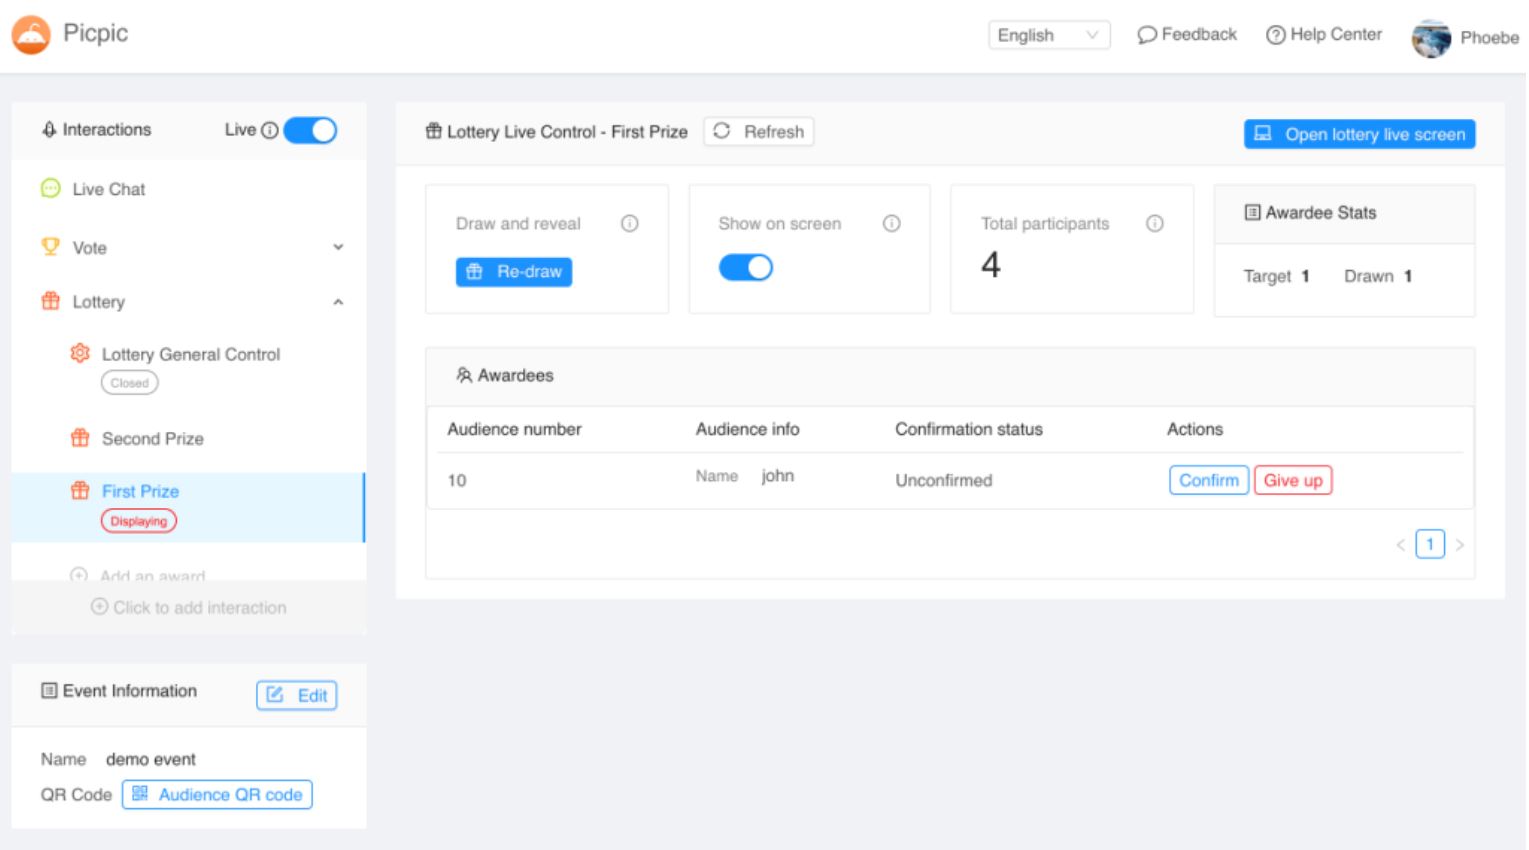 Picpic
English
Feedback
Help Center
Phoebe
Interactions
Live
Live Chat
Vote
Lottery
Lottery General Control
Closed
Second Prize
First Prize
Displaying
Add an award
Click to add interaction
Event Information
Edit
Name demo event
QR Code Audience QR code
Lottery Live Control - First Prize
Refresh
Open lottery live screen
Draw and reveal
Re-draw
Show on screen
Total participants
4
Awardee Stats
Target 1 Drawn 1
Awardees
Audience number Audience info Confirmation status Actions
10 Name john Unconfirmed Confirm Give up
< 1 >